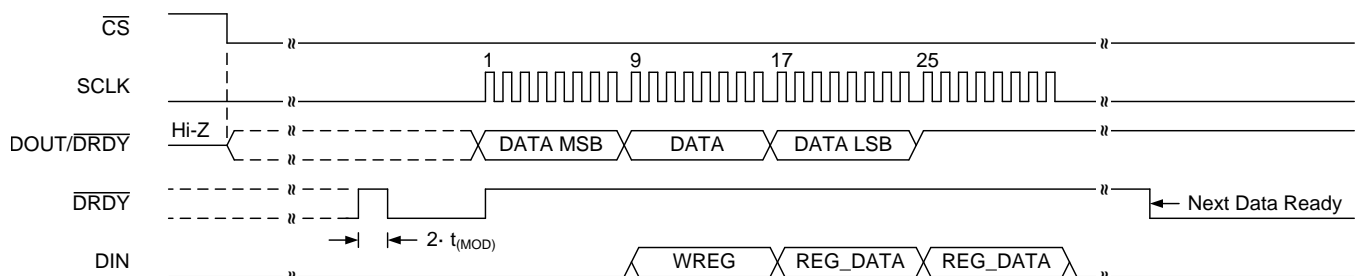 CS
1 9 17 25
SCLK
Hi-Z
DOUT/DRDY DATA MSB DATA DATA LSB
DRDY Next Data Ready
2· t(MOD)
DIN WREG REG_DATA REG_DATA